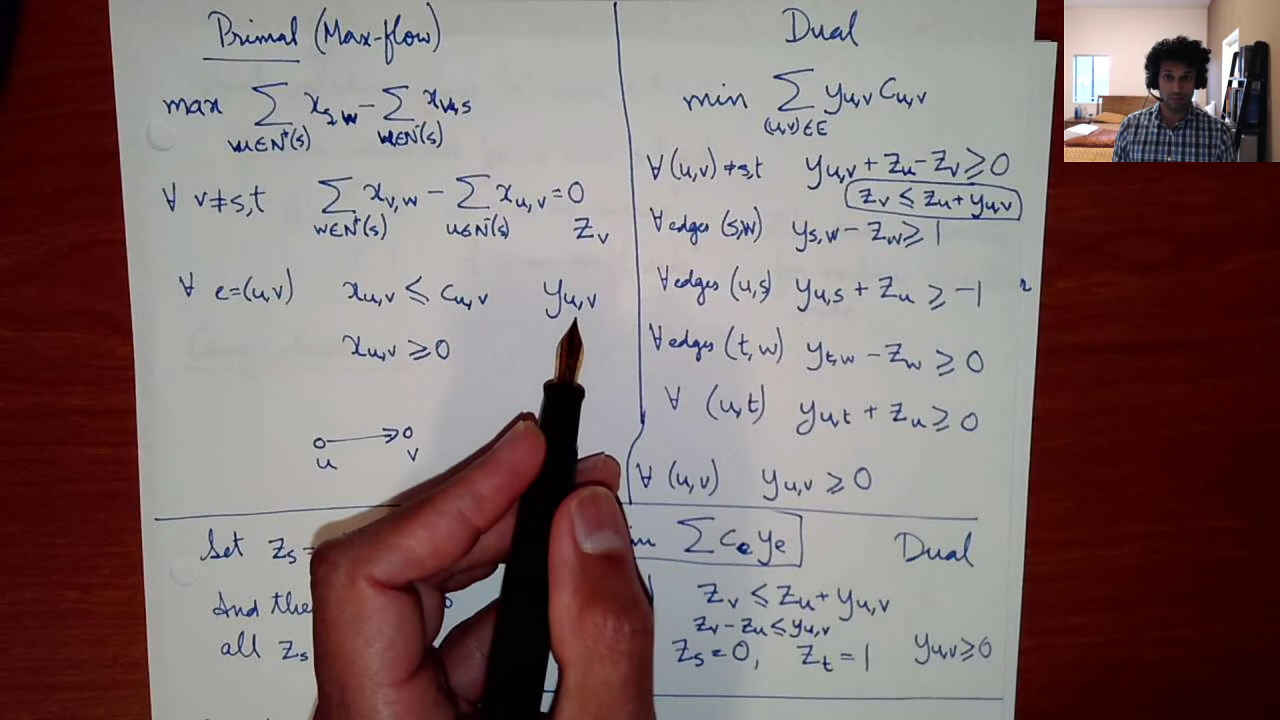 Primal (Max-flow)
max ∑ x_{s,w} - ∑ x_{w,s}
w∈N⁺(s) w∈N⁻(s)
∀ v≠s,t ∑ x_{v,w} - ∑ x_{u,v} = 0
w∈N⁺(s) u∈N⁻(s) z_v
∀ e=(u,v) x_{u,v} ≤ c_{u,v} y_{u,v}
x_{u,v} ≥ 0
u v
Dual
min ∑ y_{u,v} c_{u,v}
(u,v)∈E
∀ (u,v) ≠ s,t y_{u,v} + z_u - z_v ≥ 0
z_v ≤ z_u + y_{u,v}
∀ edges (s,w) y_{s,w} - z_w ≥ 1
∀ edges (u,s) y_{u,s} + z_u ≥ -1
∀ edges (t,w) y_{t,w} - z_w ≥ 0
∀ (u,t) y_{u,t} + z_u ≥ 0
∀ (u,v) y_{u,v} ≥ 0
Set z_s =
all z_s
∑ c_e y_e Dual
z_v ≤ z_u + y_{u,v}
z_v - z_u ≤ y_{u,v}
z_s = 0, z_t = 1 y_{u,v} ≥ 0